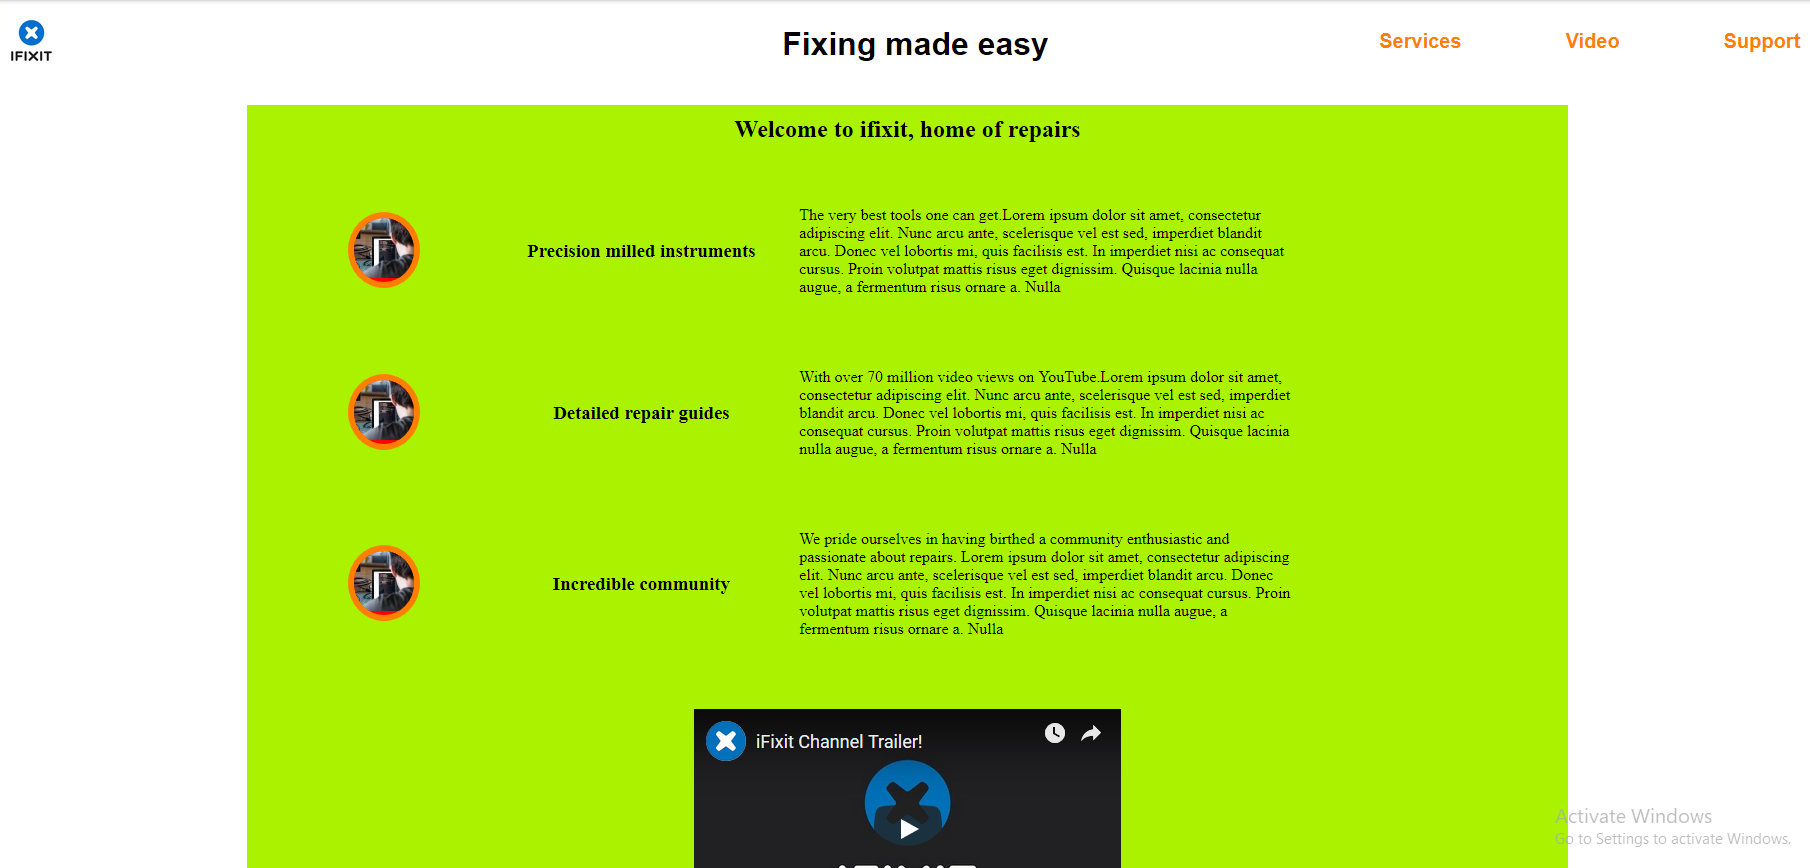 IFIXIT
Fixing made easy
Services
Video
Support
Welcome to ifixit, home of repairs
Precision milled instruments
The very best tools one can get.Lorem ipsum dolor sit amet, consectetur
adipiscing elit. Nunc arcu ante, scelerisque vel est sed, imperdiet blandit
arcu. Donec vel lobortis mi, quis facilisis est. In imperdiet nisi ac consequat
cursus. Proin volutpat mattis risus eget dignissim. Quisque lacinia nulla
augue, a fermentum risus ornare a. Nulla
Detailed repair guides
With over 70 million video views on YouTube.Lorem ipsum dolor sit amet,
consectetur adipiscing elit. Nunc arcu ante, scelerisque vel est sed, imperdiet
blandit arcu. Donec vel lobortis mi, quis facilisis est. In imperdiet nisi ac
consequat cursus. Proin volutpat mattis risus eget dignissim. Quisque lacinia
nulla augue, a fermentum risus ornare a. Nulla
Incredible community
We pride ourselves in having birthed a community enthusiastic and
passionate about repairs. Lorem ipsum dolor sit amet, consectetur adipiscing
elit. Nunc arcu ante, scelerisque vel est sed, imperdiet blandit arcu. Donec
vel lobortis mi, quis facilisis est. In imperdiet nisi ac consequat cursus. Proin
volutpat mattis risus eget dignissim. Quisque lacinia nulla augue, a
fermentum risus ornare a. Nulla
iFixit Channel Trailer!
Activate Windows
Go to Settings to activate Windows.